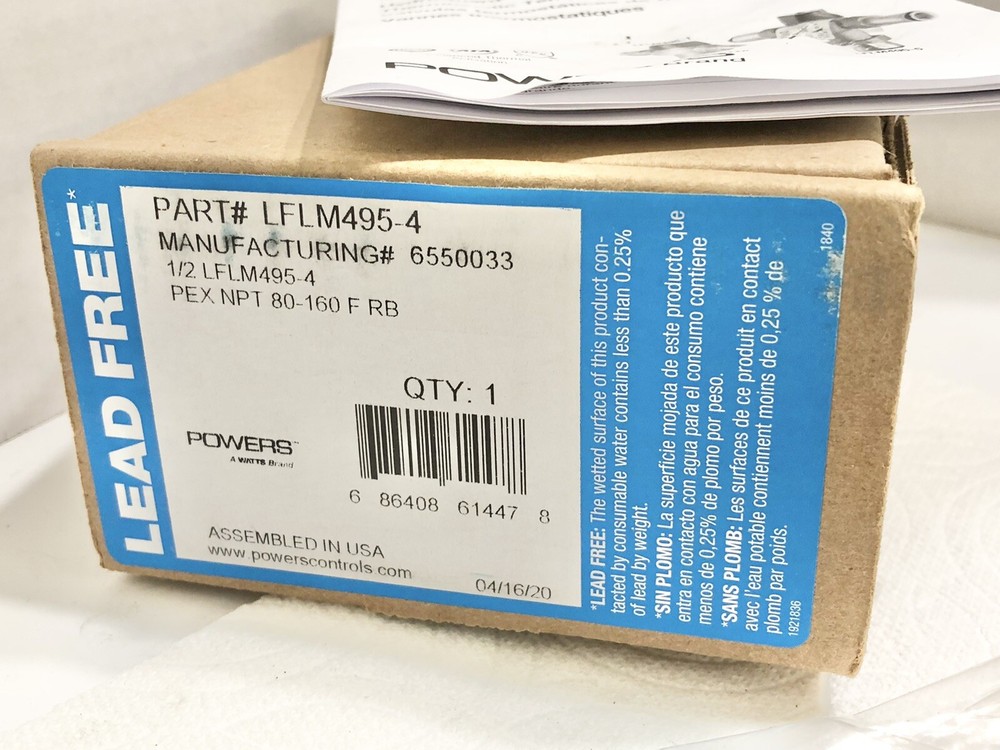 mostatiques
POW
LEAD FREE*
PART# LFLM495-4
MANUFACTURING# 6550033
1/2 LFLM495-4
PEX NPT 80-160 F RB
QTY: 1
POWERS™
A WATTS Brand
6 86408 61447 8
ASSEMBLED IN USA
www.powerscontrols.com
04/16/20
*LEAD FREE: The wetted surface of this product con-
tacted by consumable water contains less than 0.25%
of lead by weight.
*SIN PLOMO: La superficie mojada de este producto que
entra en contacto con agua para el consumo contiene
menos de 0,25% de plomo por peso.
*SANS PLOMB: Les surfaces de ce produit en contact
avec l'eau potable contiennent moins de 0,25 % de
plomb par poids.
1921836
1840